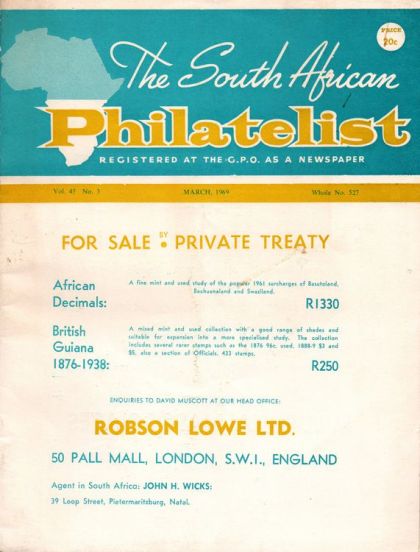 PRICE
20c
The South African
Philatelist
REGISTERED AT THE G.P.O. AS A NEWSPAPER
Vol. 45 No. 3 MARCH, 1969 Whole No. 527
FOR SALE BY PRIVATE TREATY
African
Decimals:
A fine mint and used study of the popular 1961 surcharges of Basutoland,
Bechuanaland and Swaziland.
R1330
British
Guiana
1876-1938:
A mixed mint and used collection with a good range of shades and
suitable for expansion into a more specialised study. The collection
includes several rarer stamps such as the 1876 96c. used, 1888-9 $3 and
$5, also a section of Officials. 423 stamps.
R250
ENQUIRIES TO DAVID MUSCOTT AT OUR HEAD OFFICE:
ROBSON LOWE LTD.
50 PALL MALL, LONDON, S.W.I., ENGLAND
Agent in South Africa: JOHN H. WICKS:
39 Loop Street, Pietermaritzburg, Natal.